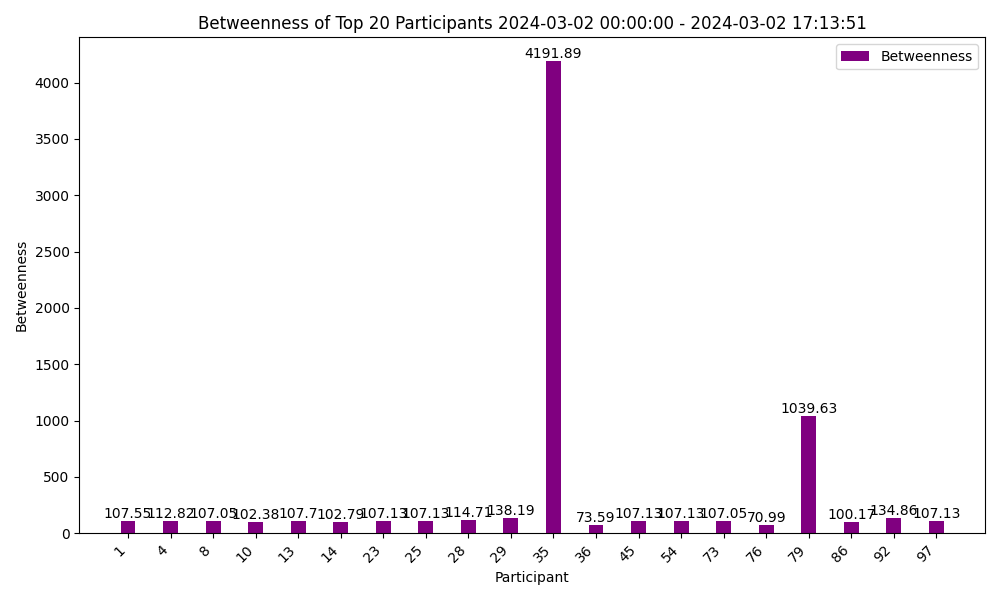 Betweenness of Top 20 Participants 2024-03-02 00:00:00 - 2024-03-02 17:13:51
Betweenness
4191.89
1039.63
107.55 112.82 107.05 102.38 107.7 102.79 107.13 107.13 114.71 138.19 73.59 107.13 107.13 107.05 70.99 100.17 134.86 107.13
4000
3500
3000
2500
2000
1500
1000
500
0
Betweenness
1 4 8 10 13 14 23 25 28 29 35 36 45 54 73 76 79 86 92 97
Participant